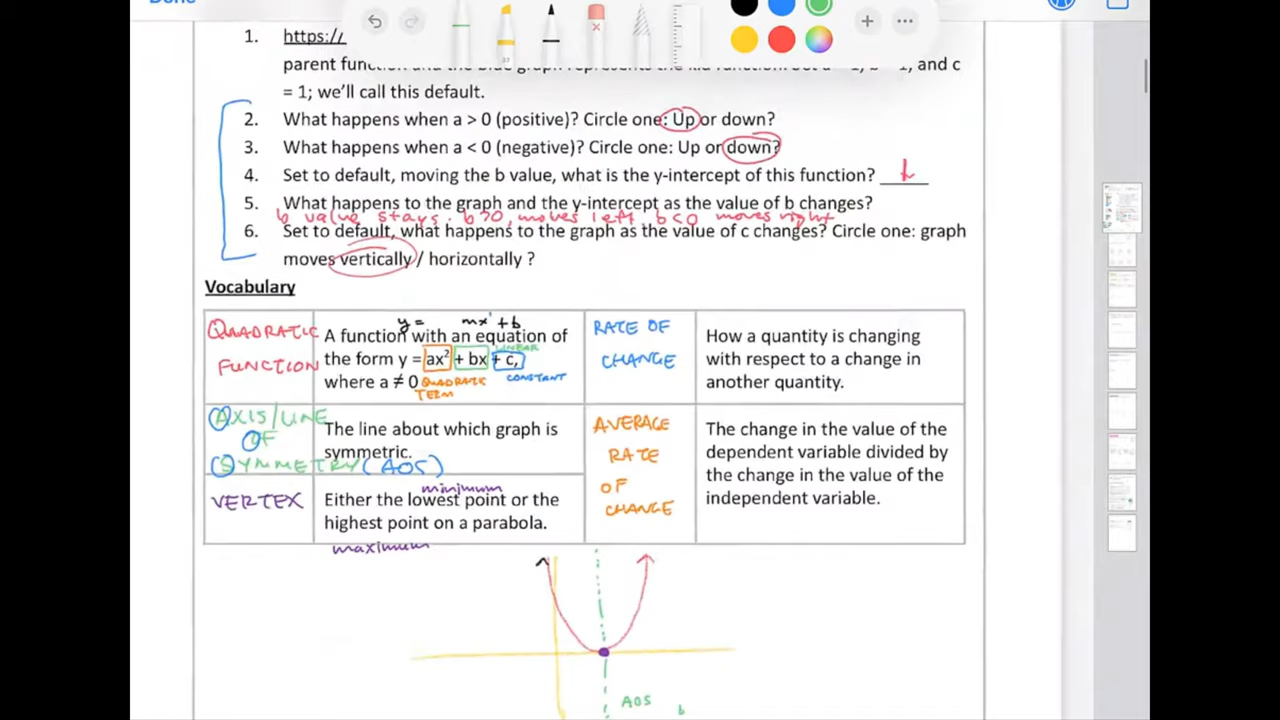 Done
1. https://
parent function and the blue graph represents the               and c
= 1; we’ll call this default.
2. What happens when a > 0 (positive)? Circle one: Up or down?
3. What happens when a < 0 (negative)? Circle one: Up or down?
4. Set to default, moving the b value, what is the y-intercept of this function? ____
5. What happens to the graph and the y-intercept as the value of b changes?
b value stays. b>0, moves left, b<0 moves right
6. Set to default, what happens to the graph as the value of c changes? Circle one: graph
moves vertically / horizontally ?
Vocabulary
QUADRATIC
FUNCTION
y = mx¹ + b
A function with an equation of
the form y = ax² + bx + c,
where a ≠ 0
LINEAR
QUADRATIC
TERM
CONSTANT
RATE OF
CHANGE
How a quantity is changing
with respect to a change in
another quantity.
AXIS/LINE
OF
SYMMETRY (AOS)
The line about which graph is
symmetric.
AVERAGE
RATE
OF
CHANGE
The change in the value of the
dependent variable divided by
the change in the value of the
independent variable.
VERTEX
minimum
Either the lowest point or the
highest point on a parabola.
maximum
AOS